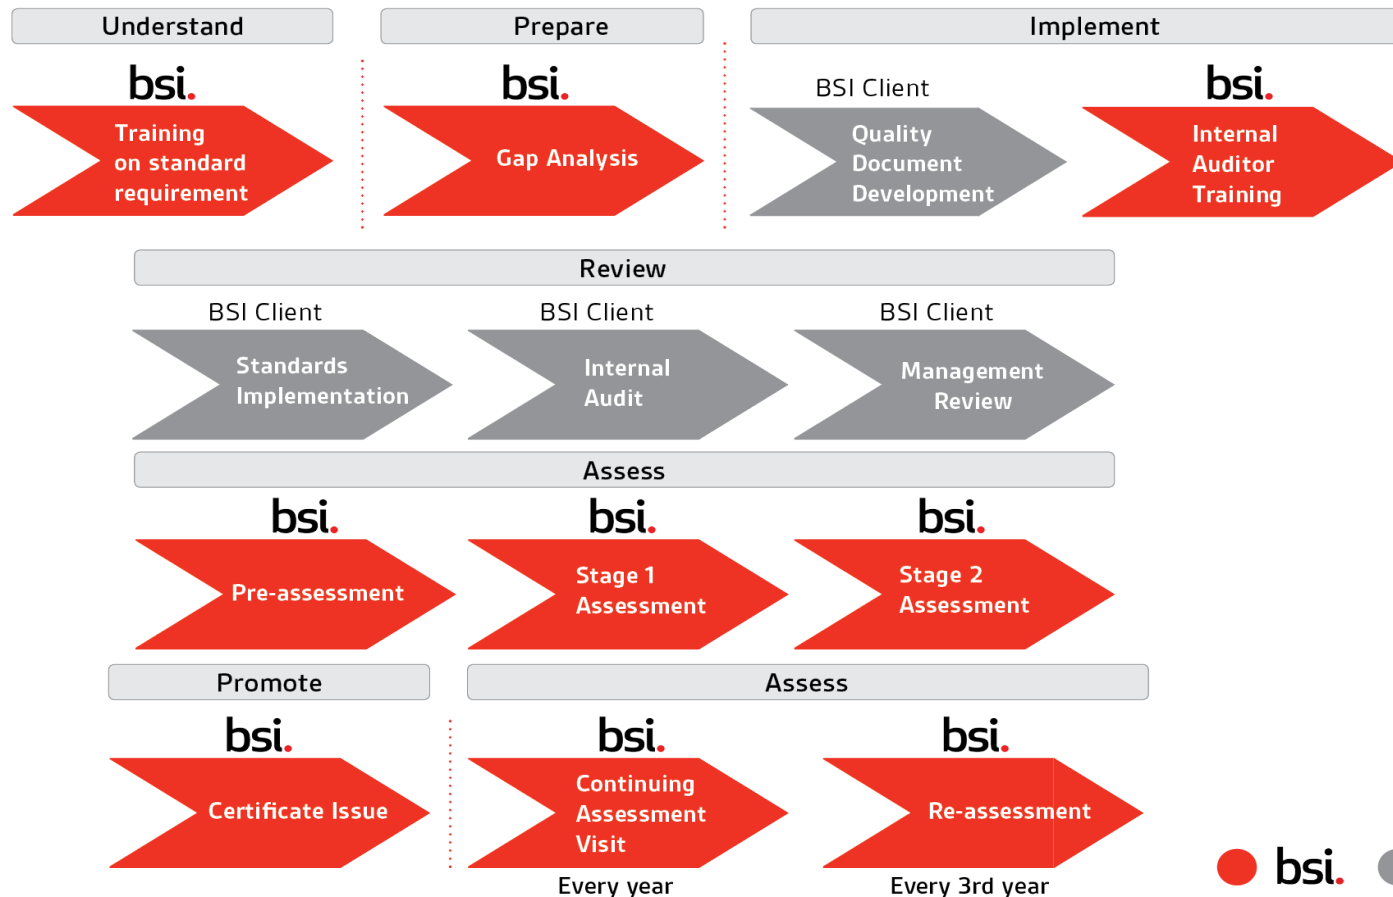 Understand
Prepare
Implement
bsi.
bsi.
BSI Client
bsi.
Training
on standard
requirement
Gap Analysis
Quality
Document
Development
Internal
Auditor
Training
Review
BSI Client
BSI Client
BSI Client
Standards
Implementation
Internal
Audit
Management
Review
Assess
bsi.
bsi.
bsi.
Pre-assessment
Stage 1
Assessment
Stage 2
Assessment
Promote
Assess
bsi.
bsi.
bsi.
Certificate Issue
Continuing
Assessment
Visit
Re-assessment
Every year
Every 3rd year
bsi.